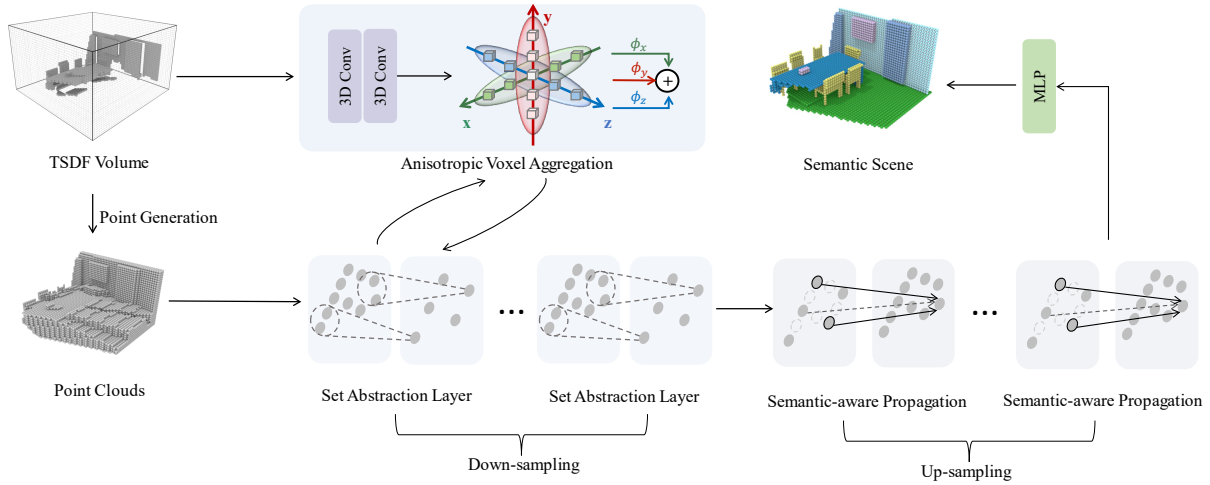 TSDF Volume
3D Conv
3D Conv
y
x
z
ϕx
ϕy
ϕz
+
Anisotropic Voxel Aggregation
Semantic Scene
MLP
Point Generation
Point Clouds
...
Set Abstraction Layer
Set Abstraction Layer
Down-sampling
...
Semantic-aware Propagation
Semantic-aware Propagation
Up-sampling